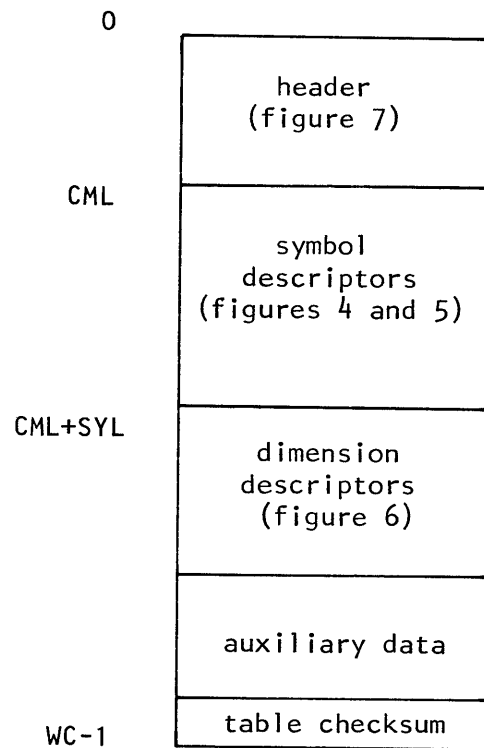 0
header
(figure 7)
CML
symbol
descriptors
(figures 4 and 5)
CML+SYL
dimension
descriptors
(figure 6)
auxiliary data
table checksum
WC-1